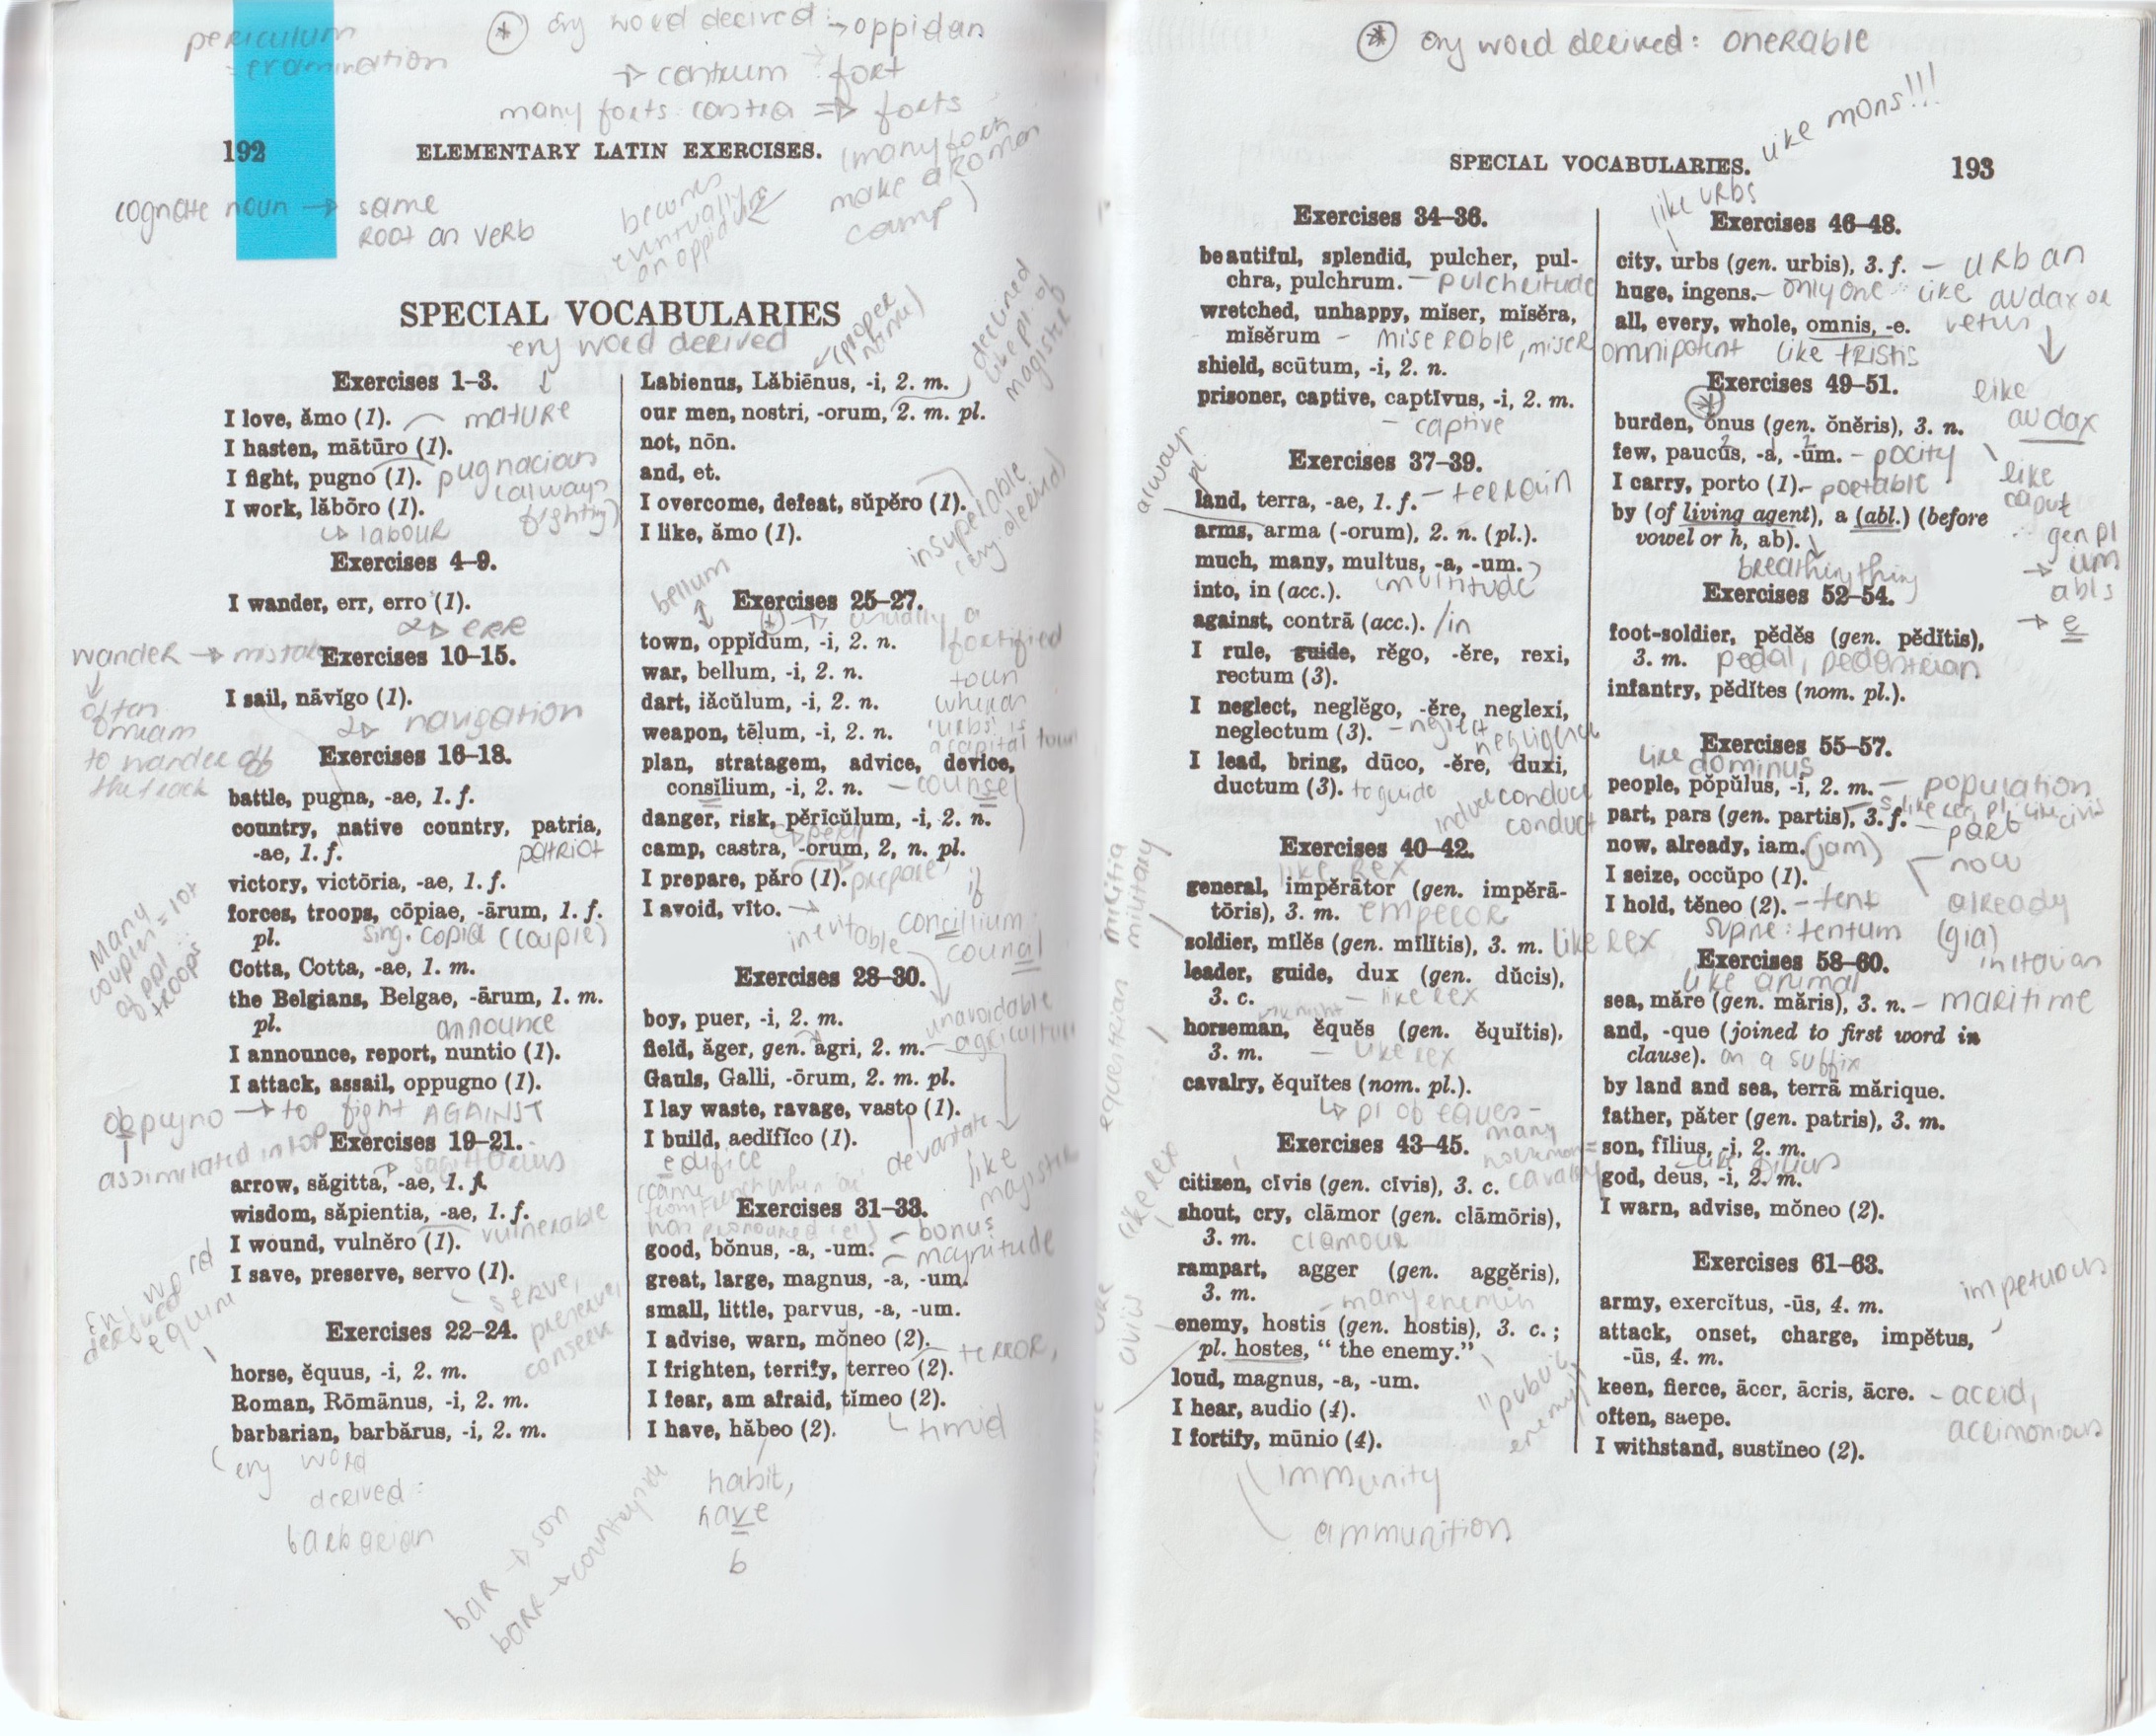 periculum
= examination
* eng word derived: → oppidan
→ castrum → fort
many forts castra => forts
(many forts
make a Roman
camp)
becomes
eventually
an oppidum
192
ELEMENTARY LATIN EXERCISES.
cognate noun → same
root as verb
SPECIAL VOCABULARIES
eng word derived
Exercises 1-3.
I love, ămo (1).
mature
I hasten, mātūro (1).
I fight, pugno (1).
pugnacious
(always
fighting)
I work, lăbōro (1).
↳ labour
Exercises 4-9.
I wander, err, erro (1).
→ err
wander → mistake
↓
often
to wander off
the track
Exercises 10-15.
I sail, nāvĭgo (1).
→ navigation
Exercises 16-18.
battle, pugna, -ae, 1. f.
country, native country, patria,
-ae, 1. f.
patriot
victory, victōria, -ae, 1. f.
forces, troops, cōpiae, -ārum, 1. f.
pl.
sing. copia (couple)
Many
couples = lot
of ppl
troops
Cotta, Cotta, -ae, 1. m.
the Belgians, Belgae, -ārum, 1. m.
pl.
announce
I announce, report, nuntio (1).
I attack, assail, oppugno (1).
obpugno → to fight AGAINST
assimilated into p
Exercises 19-21.
sagittarius
arrow, săgitta, -ae, 1. f.
wisdom, săpientia, -ae, 1. f.
I wound, vulnĕro (1).
vulnerable
I save, preserve, servo (1).
serve,
preserve,
conserve
Exercises 22-24.
eng word
derived
equine
horse, ĕquus, -i, 2. m.
Roman, Rōmānus, -i, 2. m.
barbarian, barbărus, -i, 2. m.
eng word
derived:
barbarian
bar → son
barr → countryside
Labienus, Lăbiēnus, -i, 2. m.
(proper
name)
our men, nostri, -orum, 2. m. pl.
declined
like pl. of
magister
not, nōn.
and, et.
I overcome, defeat, sŭpĕro (1).
insuperable
(eng. derived)
I like, ămo (1).
bellum
Exercises 25-27.
* → usually a
fortified
town
whereas
'urbs' is
a capital town
town, oppĭdum, -i, 2. n.
war, bellum, -i, 2. n.
dart, iăcŭlum, -i, 2. n.
weapon, tēlum, -i, 2. n.
plan, stratagem, advice, device,
consĭlium, -i, 2. n.
- counsel
danger, risk, pĕrīcŭlum, -i, 2. n.
↳ peril
camp, castra, -orum, 2, n. pl.
I prepare, păro (1).
prepare
I avoid, vīto.
inevitable
concilium
council
unavoidable
Exercises 28-30.
boy, puer, -i, 2. m.
field, ăger, gen. agri, 2. m.
agriculture
Gauls, Galli, -ōrum, 2. m. pl.
I lay waste, ravage, vasto (1).
devastate
like
magister
I build, aedĭfĭco (1).
edifice
Exercises 31-33.
good, bŏnus, -a, -um.
- bonus
great, large, magnus, -a, -um.
- magnitude
small, little, parvus, -a, -um.
I advise, warn, mŏneo (2).
I frighten, terrify, terreo (2).
terror,
I fear, am afraid, tĭmeo (2).
↳ timid
I have, hăbeo (2).
habit,
have
b
* eng word derived: onerable
like mons!!!
SPECIAL VOCABULARIES.
193
Exercises 34-36.
beautiful, splendid, pulcher, pul-
chra, pulchrum.
- pulchritude
wretched, unhappy, mĭser, mĭsĕra,
mĭsĕrum
- miserable, miser
shield, scūtum, -i, 2. n.
prisoner, captive, captīvus, -i, 2. m.
- captive
Exercises 37-39.
always
pl.
land, terra, -ae, 1. f.
- terrain
arms, arma (-orum), 2. n. (pl.).
much, many, multus, -a, -um.
multitude
into, in (acc.).
against, contrā (acc.).
/in
I rule, guide, rĕgo, -ĕre, rexi,
rectum (3).
I neglect, neglĕgo, -ĕre, neglexi,
neglectum (3).
- neglect
negligence
I lead, bring, dūco, -ĕre, duxi,
ductum (3).
to guide
conduct
conduct
Exercises 40-42.
like rex
general, impĕrātor (gen. impĕrā-
tōris), 3. m.
emperor
soldier, mīlĕs (gen. mīlĭtis), 3. m.
like rex
militia
military
leader, guide, dux (gen. dŭcis),
3. c.
- like rex
horseman, ĕquĕs (gen. ĕquĭtis),
3. m.
- like rex
equestrian
cavalry, ĕquĭtes (nom. pl.).
↳ pl of eques -
many
horsemen =
cavalry
Exercises 43-45.
citizen, cīvis (gen. cīvis), 3. c.
shout, cry, clāmor (gen. clāmōris),
3. m.
clamour
like rex
rampart, agger (gen. aggĕris),
3. m.
- many enemies
enemy, hostis (gen. hostis), 3. c.;
pl. hostes, “the enemy.”
like
civis
"public
enemy"
loud, magnus, -a, -um.
I hear, audio (4).
I fortify, mūnio (4).
immunity
ammunition
like urbs
Exercises 46-48.
city, urbs (gen. urbis), 3. f.
- urban
huge, ingens.
- only one like audax or
vetus
all, every, whole, omnis, -e.
omnipotent like tristis
Exercises 49-51.
like
audax
*
burden, ŏnus (gen. ŏnĕris), 3. n.
few, paucus, -a, -um.
- pocity
like
caput
I carry, porto (1).
- portable
by (of living agent), a (abl.) (before
vowel or h, ab).
breathing thing
gen pl
→ um
abls
→ e
Exercises 52-54.
foot-soldier, pĕdĕs (gen. pĕdĭtis),
3. m.
pedal, pedestrian
infantry, pĕdĭtes (nom. pl.).
Exercises 55-57.
like
dominus
people, pŏpŭlus, -i, 2. m.
- population
part, pars (gen. partis), 3. f.
s. like rex, pl. like civis
- part
now, already, iam.
(jam)
now
already
(gia)
in Italian
I seize, occŭpo (1).
I hold, tĕneo (2).
- tent
supine: tentum
Exercises 58-60.
like animal
sea, măre (gen. măris), 3. n.
- maritime
and, -que (joined to first word in
clause).
as a suffix
by land and sea, terrā mărique.
father, păter (gen. patris), 3. m.
son, fīlius, -i, 2. m.
- like filius
god, deus, -i, 2. m.
I warn, advise, mŏneo (2).
Exercises 61-63.
army, exercĭtus, -ūs, 4. m.
impetuous
attack, onset, charge, impĕtus,
-ūs, 4. m.
keen, fierce, ācer, ācris, ācre.
- acrid,
acrimonious
often, saepe.
I withstand, sustĭneo (2).